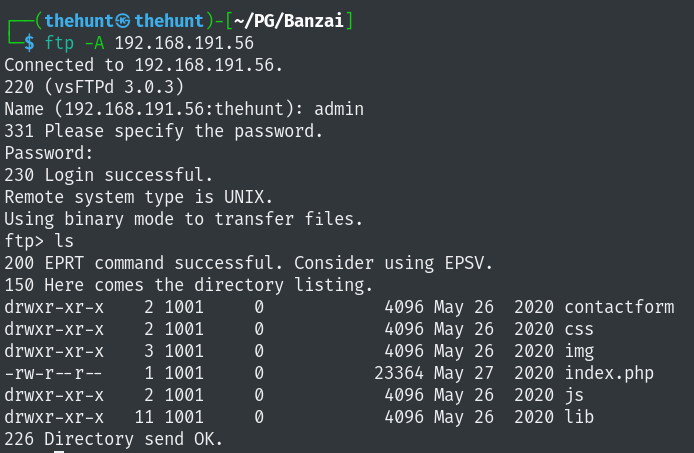 ┌──(thehunt㉿thehunt)-[~/PG/Banzai]
└─$ ftp -A 192.168.191.56
Connected to 192.168.191.56.
220 (vsFTPd 3.0.3)
Name (192.168.191.56:thehunt): admin
331 Please specify the password.
Password:
230 Login successful.
Remote system type is UNIX.
Using binary mode to transfer files.
ftp> ls
200 EPRT command successful. Consider using EPSV.
150 Here comes the directory listing.
drwxr-xr-x    2 1001     0            4096 May 26  2020 contactform
drwxr-xr-x    2 1001     0            4096 May 26  2020 css
drwxr-xr-x    3 1001     0            4096 May 26  2020 img
-rw-r--r--    1 1001     0           23364 May 27  2020 index.php
drwxr-xr-x    2 1001     0            4096 May 26  2020 js
drwxr-xr-x   11 1001     0            4096 May 26  2020 lib
226 Directory send OK.